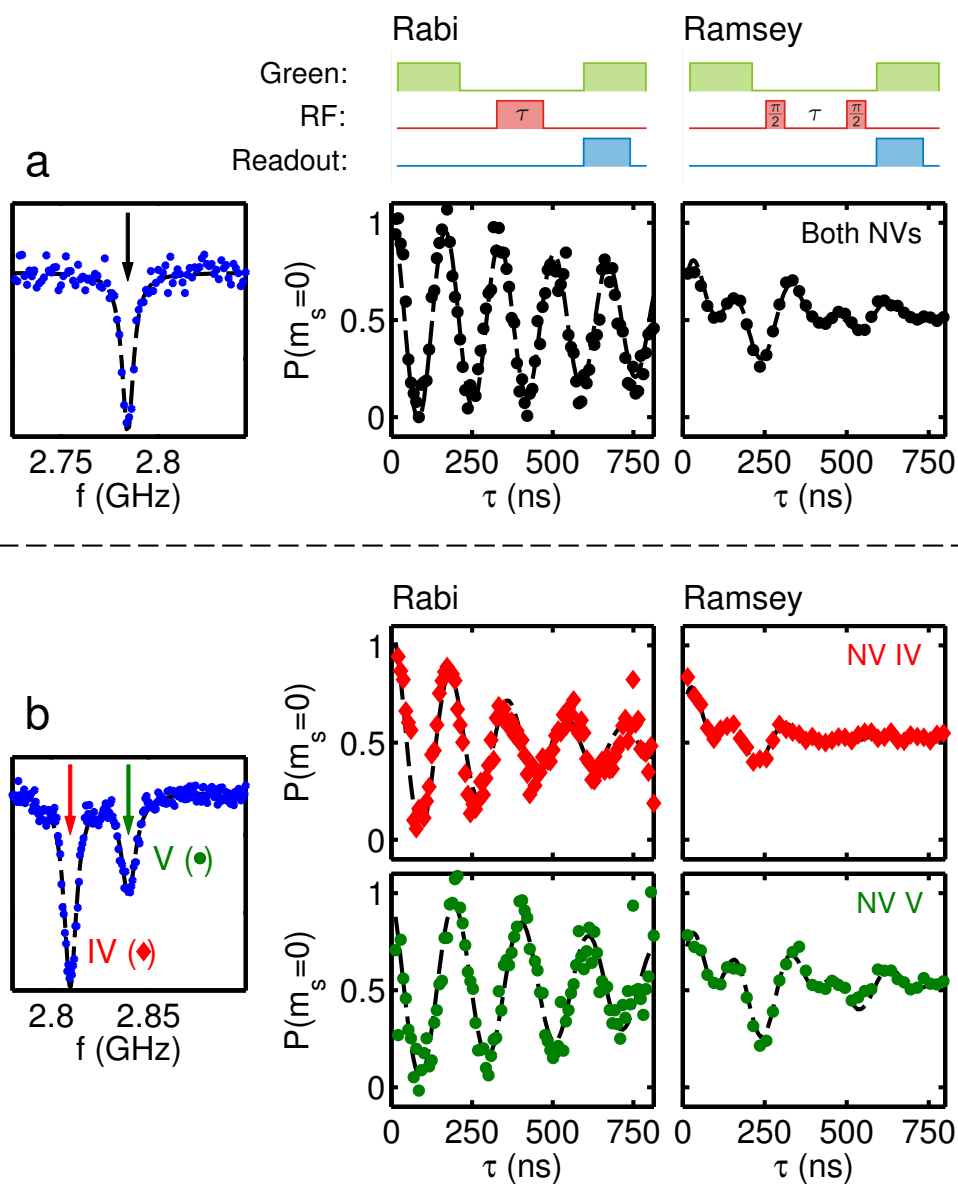 Rabi
Ramsey
Green:
RF:
τ
π/2
τ
π/2
Readout:
a
P(m_s=0)
1
0.5
0
Both NVs
2.75
2.8
f (GHz)
0
250
500
750
τ (ns)
0
250
500
750
τ (ns)
Rabi
Ramsey
b
P(m_s=0)
1
0.5
0
NV IV
V (●)
IV (♦)
2.8
2.85
f (GHz)
P(m_s=0)
1
0.5
0
NV V
0
250
500
750
τ (ns)
0
250
500
750
τ (ns)